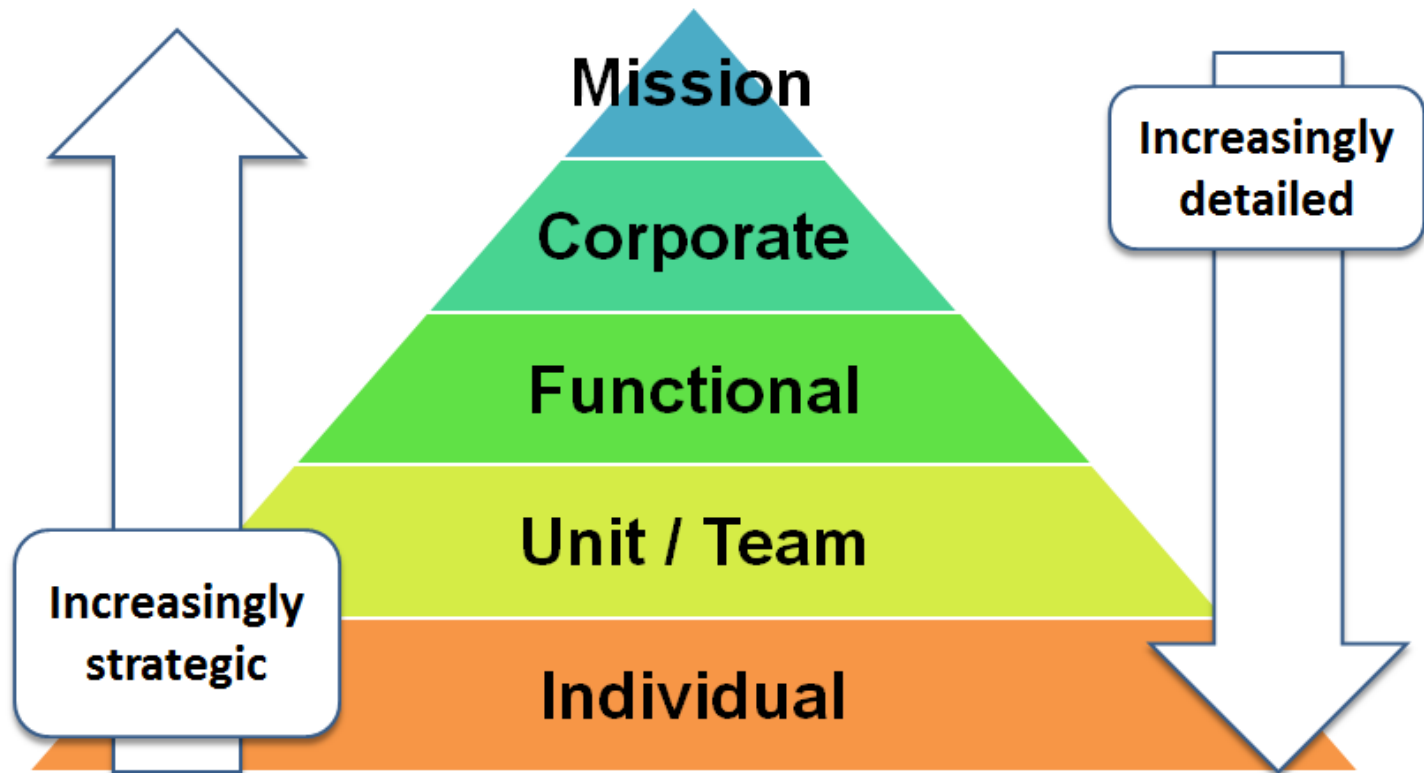 Mission
Corporate
Functional
Unit / Team
Individual
Increasingly
strategic
Increasingly
detailed